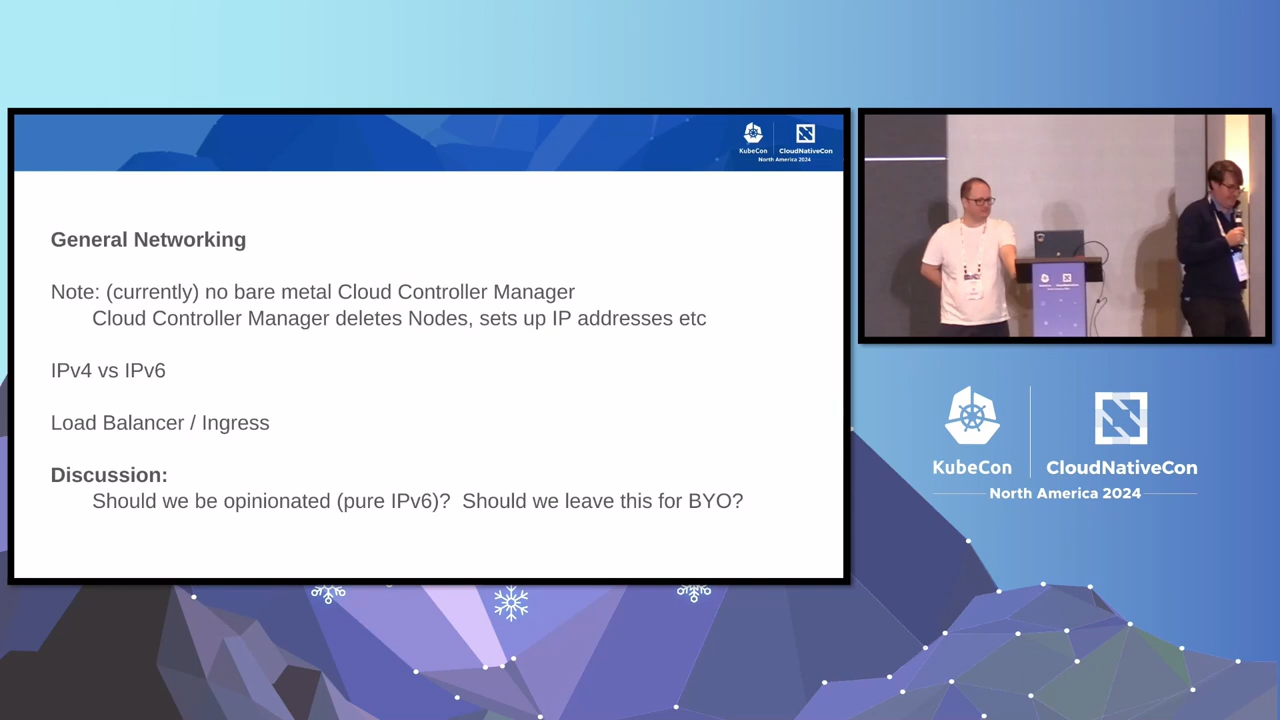 KubeCon
CloudNativeCon
North America 2024
General Networking
Note: (currently) no bare metal Cloud Controller Manager
Cloud Controller Manager deletes Nodes, sets up IP addresses etc
IPv4 vs IPv6
Load Balancer / Ingress
Discussion:
Should we be opinionated (pure IPv6)?  Should we leave this for BYO?
KubeCon
CloudNativeCon
North America 2024